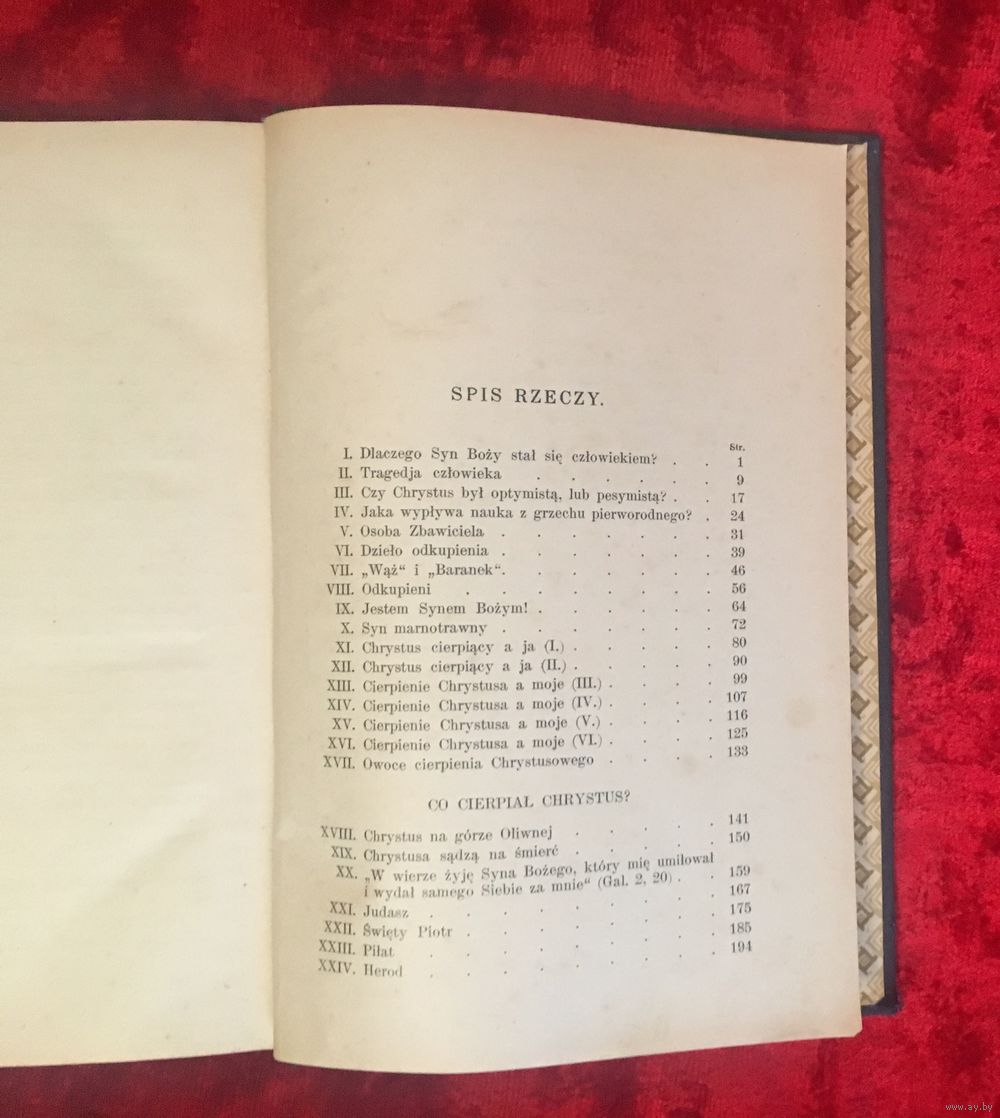 SPIS RZECZY.
Str.
I. Dlaczego Syn Boży stał się człowiekiem? . . 1
II. Tragedja człowieka . . . . . . 9
III. Czy Chrystus był optymistą, lub pesymistą? . . 17
IV. Jaka wypływa nauka z grzechu pierworodnego? . 24
V. Osoba Zbawiciela . . . . . . . 31
VI. Dzieło odkupienia . . . . . . . 39
VII. „Wąż“ i „Baranek“. . . . . . . 46
VIII. Odkupieni . . . . . . . . 56
IX. Jestem Synem Bożym! . . . . . . 64
X. Syn marnotrawny . . . . . . . 72
XI. Chrystus cierpiący a ja (I.) . . . . . 80
XII. Chrystus cierpiący a ja (II.) . . . . . 90
XIII. Cierpienie Chrystusa a moje (III.) . . . . 99
XIV. Cierpienie Chrystusa a moje (IV.) . . . . 107
XV. Cierpienie Chrystusa a moje (V.) . . . . 116
XVI. Cierpienie Chrystusa a moje (VI.) . . . . 125
XVII. Owoce cierpienia Chrystusowego . . . . 133
CO CIERPIAŁ CHRYSTUS?
XVIII. Chrystus na górze Oliwnej . . . . . 141
XIX. Chrystusa sądzą na śmierć . . . . . 150
XX. „W wierze żyję Syna Bożego, który mię umiłował
i wydał samego Siebie za mnie“ (Gal. 2, 20) . . 159
XXI. Judasz . . . . . . . . 167
XXII. Święty Piotr . . . . . . . 175
XXIII. Piłat . . . . . . . . 185
XXIV. Herod . . . . . . . . 194
www.ay.by